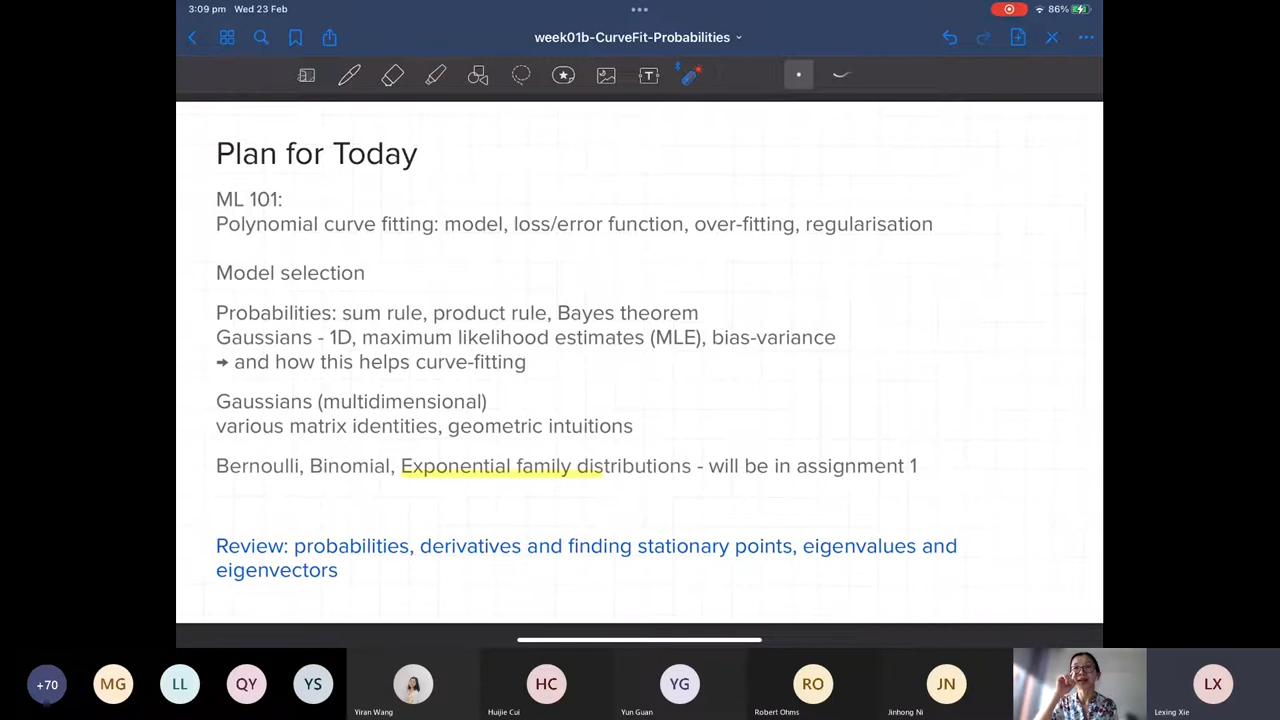 3:09 pm Wed 23 Feb
86%
week01b-CurveFit-Probabilities
T
Plan for Today
ML 101:
Polynomial curve fitting: model, loss/error function, over-fitting, regularisation
Model selection
Probabilities: sum rule, product rule, Bayes theorem
Gaussians - 1D, maximum likelihood estimates (MLE), bias-variance
➔ and how this helps curve-fitting
Gaussians (multidimensional)
various matrix identities, geometric intuitions
Bernoulli, Binomial, Exponential family distributions - will be in assignment 1
Review: probabilities, derivatives and finding stationary points, eigenvalues and
eigenvectors
+70 MG LL QY YS HC YG RO JN LX
Yiran Wang Huijie Cui Yun Guan Robert Ohms Jinhong Ni Lexing Xie